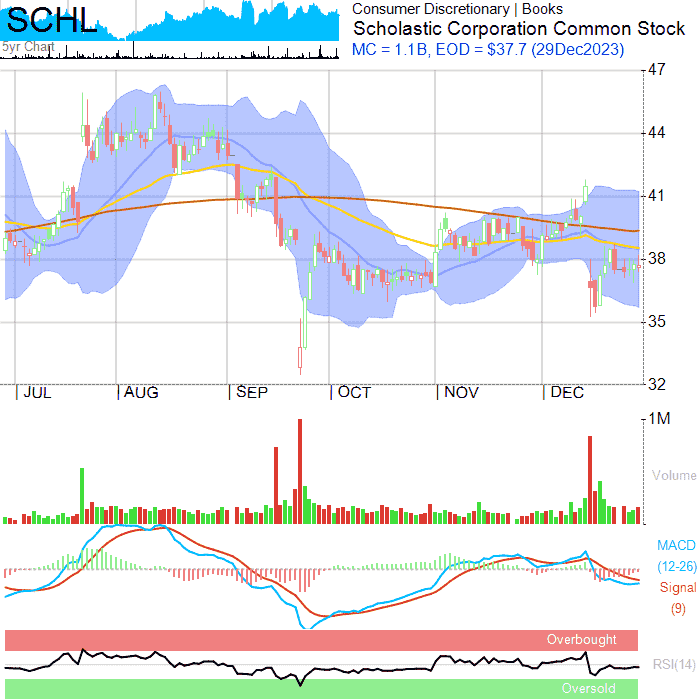 SCHL
5yr Chart
Consumer Discretionary | Books
Scholastic Corporation Common Stock
MC = 1.1B, EOD = $37.7 (29Dec2023)
47
44
41
38
35
32
| JUL | AUG | SEP | OCT | NOV | DEC
1M
Volume
MACD
(12-26)
Signal
(9)
Overbought
RSI(14)
Oversold